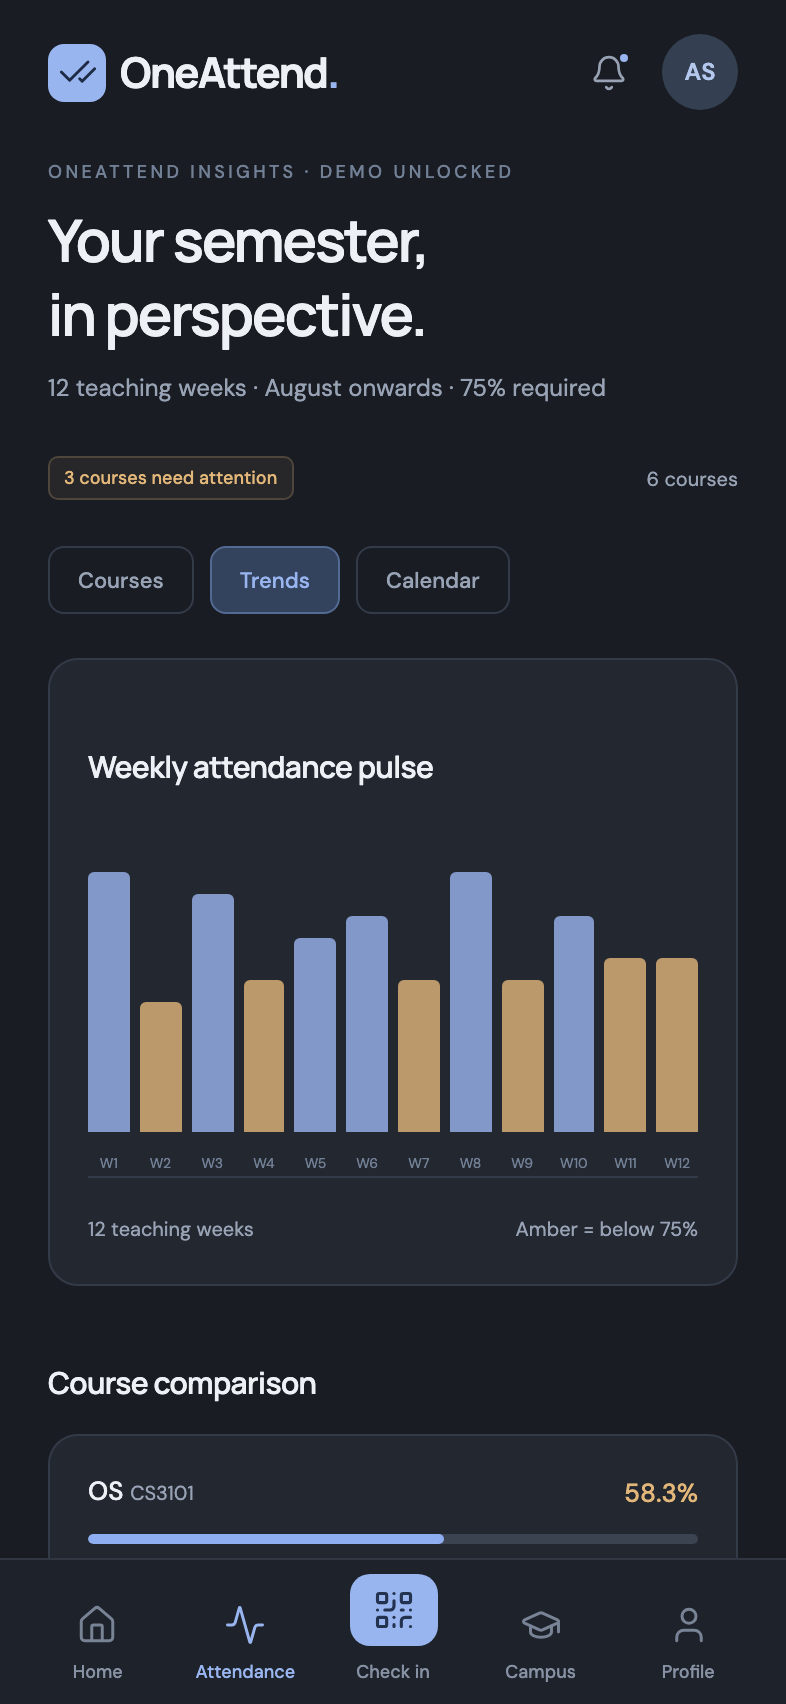 OneAttend.
AS
ONEATTEND INSIGHTS · DEMO UNLOCKED
Your semester,
in perspective.
12 teaching weeks · August onwards · 75% required
3 courses need attention
6 courses
Courses
Trends
Calendar
Weekly attendance pulse
W1 W2 W3 W4 W5 W6 W7 W8 W9 W10 W11 W12
12 teaching weeks
Amber = below 75%
Course comparison
OS CS3101
58.3%
Home
Attendance
Check in
Campus
Profile